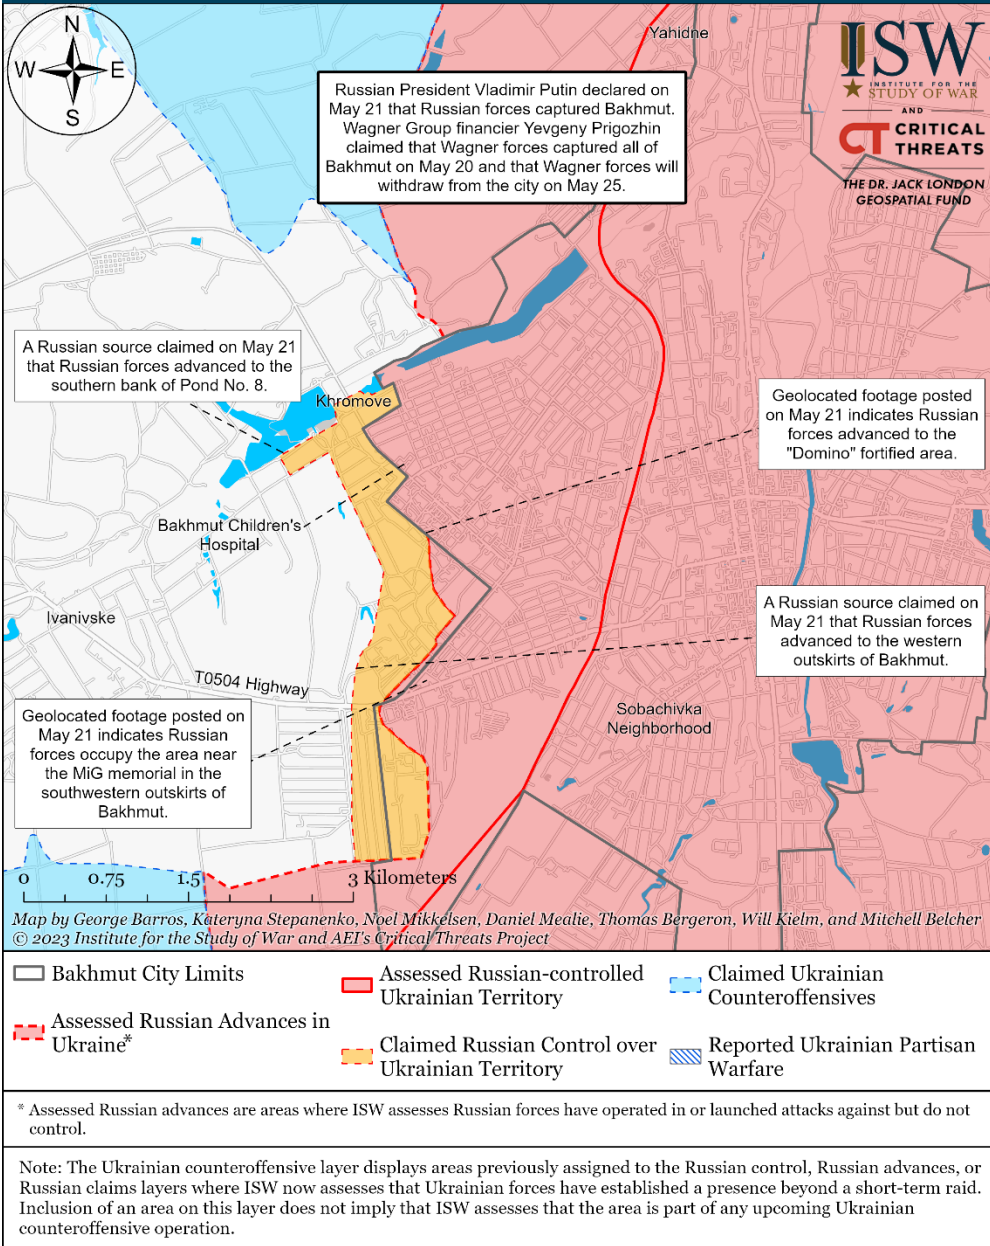 N
W
E
S
Yahidne
ISW
INSTITUTE FOR THE
STUDY OF WAR
AND
CT CRITICAL
THREATS
THE DR. JACK LONDON
GEOSPATIAL FUND
Russian President Vladimir Putin declared on
May 21 that Russian forces captured Bakhmut.
Wagner Group financier Yevgeny Prigozhin
claimed that Wagner forces captured all of
Bakhmut on May 20 and that Wagner forces will
withdraw from the city on May 25.
A Russian source claimed on May 21
that Russian forces advanced to the
southern bank of Pond No. 8.
Khromove
Geolocated footage posted
on May 21 indicates Russian
forces advanced to the
"Domino" fortified area.
Bakhmut Children's
Hospital
Ivanivske
A Russian source claimed on
May 21 that Russian forces
advanced to the western
outskirts of Bakhmut.
T0504 Highway
Sobachivka
Neighborhood
Geolocated footage posted on
May 21 indicates Russian
forces occupy the area near
the MiG memorial in the
southwestern outskirts of
Bakhmut.
0 0.75 1.5 3 Kilometers
Map by George Barros, Kateryna Stepanenko, Noel Mikkelsen, Daniel Mealie, Thomas Bergeron, Will Kielm, and Mitchell Belcher
© 2023 Institute for the Study of War and AEI's Critical Threats Project
Bakhmut City Limits
Assessed Russian Advances in
Ukraine*
Assessed Russian-controlled
Ukrainian Territory
Claimed Russian Control over
Ukrainian Territory
Claimed Ukrainian
Counteroffensives
Reported Ukrainian Partisan
Warfare
* Assessed Russian advances are areas where ISW assesses Russian forces have operated in or launched attacks against but do not
control.
Note: The Ukrainian counteroffensive layer displays areas previously assigned to the Russian control, Russian advances, or
Russian claims layers where ISW now assesses that Ukrainian forces have established a presence beyond a short-term raid.
Inclusion of an area on this layer does not imply that ISW assesses that the area is part of any upcoming Ukrainian
counteroffensive operation.